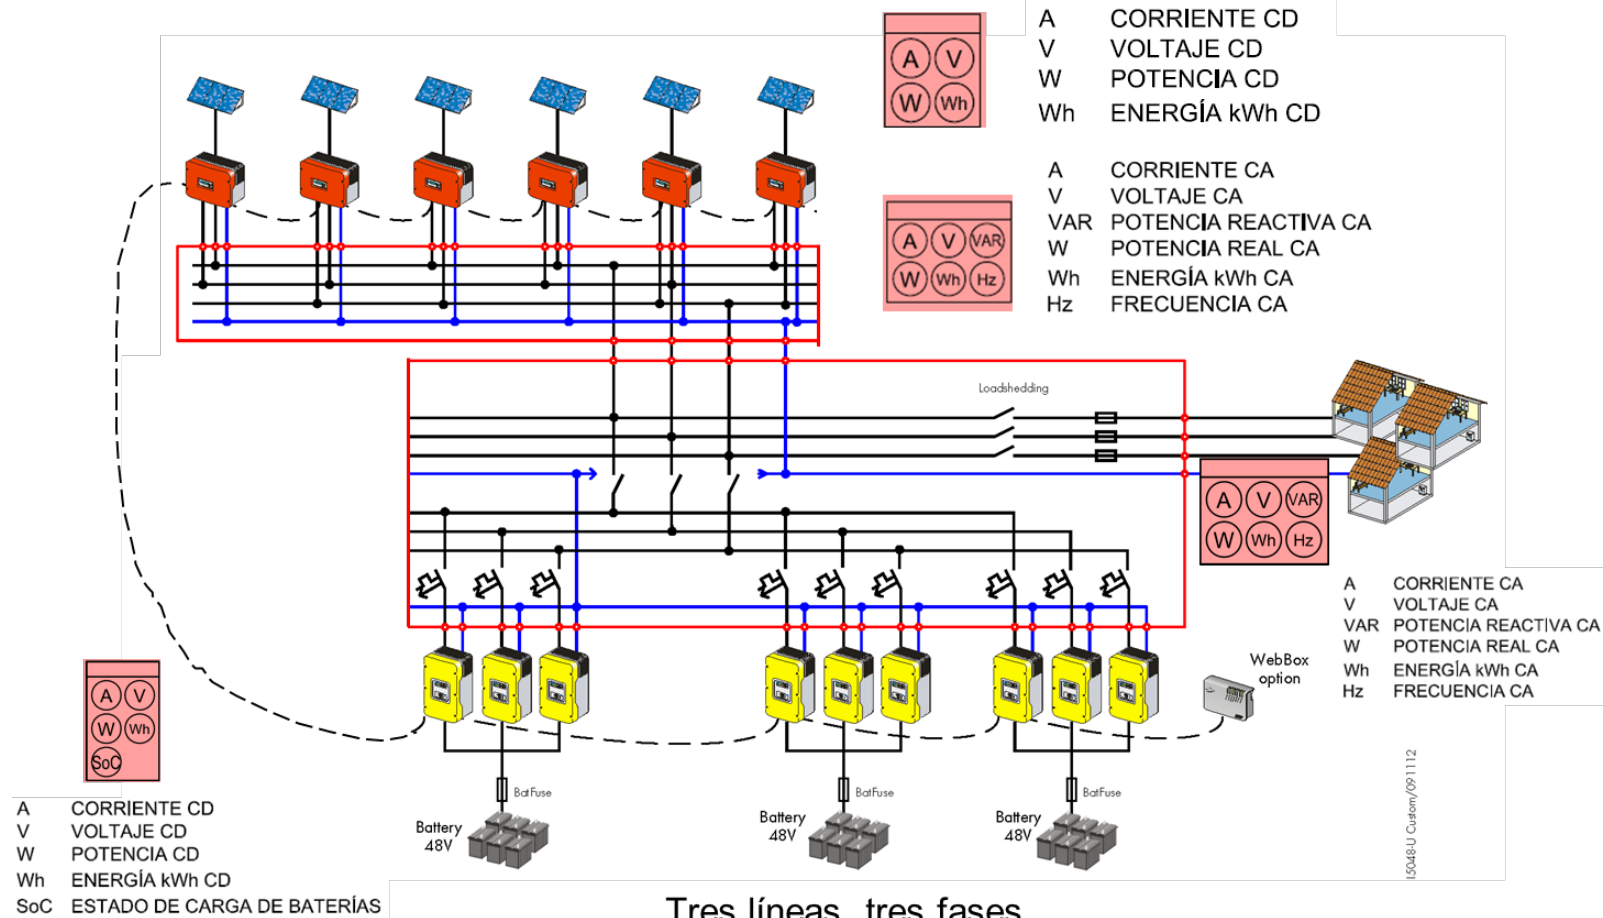 A CORRIENTE CD
V VOLTAJE CD
W POTENCIA CD
Wh ENERGÍA kWh CD
A V
W Wh
A CORRIENTE CA
V VOLTAJE CA
VAR POTENCIA REACTIVA CA
W POTENCIA REAL CA
Wh ENERGÍA kWh CA
Hz FRECUENCIA CA
A V VAR
W Wh Hz
Loadshedding
A V VAR
W Wh Hz
A CORRIENTE CA
V VOLTAJE CA
VAR POTENCIA REACTIVA CA
W POTENCIA REAL CA
Wh ENERGÍA kWh CA
Hz FRECUENCIA CA
WebBox
option
A V
W Wh
SoC
BatFuse
BatFuse
BatFuse
Battery
48V
Battery
48V
Battery
48V
I5048-U Custom/091112
A CORRIENTE CD
V VOLTAJE CD
W POTENCIA CD
Wh ENERGÍA kWh CD
SoC ESTADO DE CARGA DE BATERÍAS
Tres líneas, tres fases